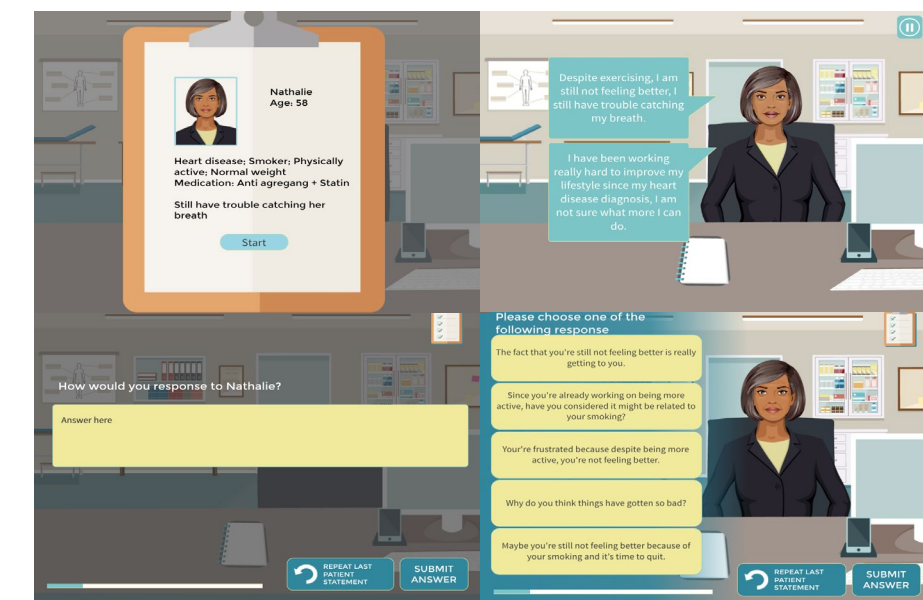 Nathalie
Age: 58
Heart disease; Smoker; Physically
active; Normal weight
Medication: Anti agregang + Statin
Still have trouble catching her
breath
Start
Despite exercising, I am
still not feeling better, I
still have trouble catching
my breath.
I have been working
really hard to improve my
lifestyle since my heart
disease diagnosis, I am
not sure what more I can
do.
How would you response to Nathalie?
Answer here
REPEAT LAST
PATIENT
STATEMENT
SUBMIT
ANSWER
Please choose one of the
following response
The fact that you're still not feeling better is really
getting to you.
Since you're already working on being more
active, have you considered it might be related to
your smoking?
Your're frustrated because despite being more
active, you're not feeling better.
Why do you think things have gotten so bad?
Maybe you're still not feeling better because of
your smoking and it's time to quit.
REPEAT LAST
PATIENT
STATEMENT
SUBMIT
ANSWER